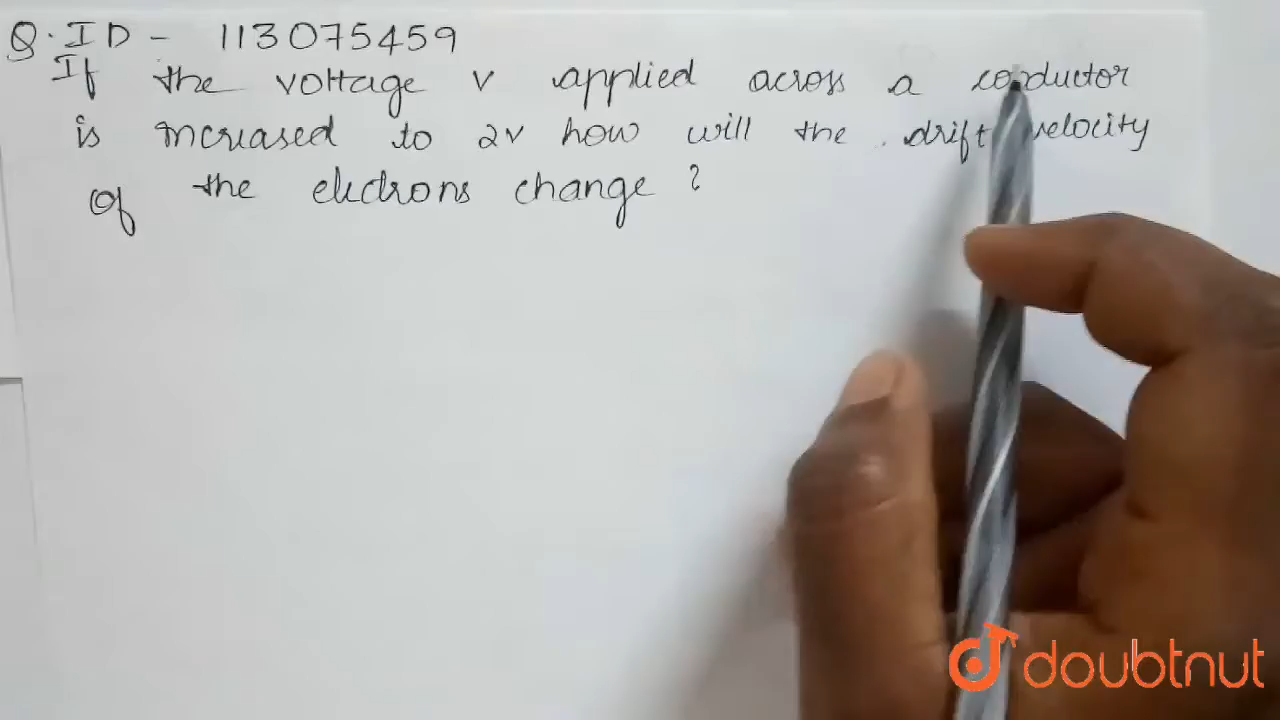 Q. ID - 113075459
If the voltage v applied across a conductor
is increased to 2v how will the drift velocity
of the electrons change ?
doubtnut